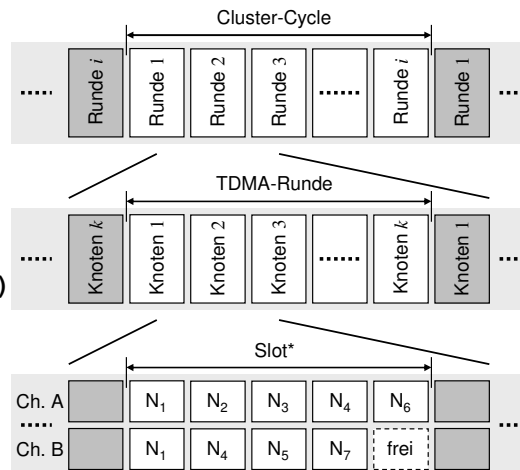 Cluster-Cycle
..... Runde i Runde 1 Runde 2 Runde 3 ...... Runde i Runde 1 ...
TDMA-Runde
..... Knoten k Knoten 1 Knoten 2 Knoten 3 ...... Knoten k Knoten 1 ...
)
Slot*
Ch. A N₁ N₂ N₃ N₄ N₆
..... ...
Ch. B N₁ N₄ N₅ N₇ frei